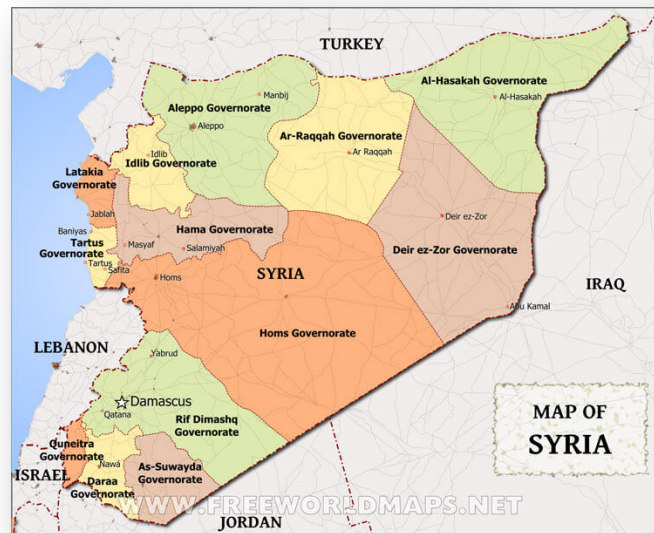 TURKEY
Al-Hasakah Governorate
Manbij
Al-Hasakah
Aleppo Governorate
Aleppo
Ar-Raqqah Governorate
Idlib
Ar Raqqah
Idlib Governorate
Latakia
Governorate
Jablah
Deir ez-Zor
Baniyas
Hama Governorate
Tartus
Governorate
Masyaf
Salamiyah
Deir ez-Zor Governorate
Tartus
Safita
Homs
SYRIA
IRAQ
Abu Kamal
Homs Governorate
LEBANON
Yabrud
Damascus
Qatana
Rif Dimashq
Governorate
MAP OF
SYRIA
Quneitra
Governorate
Nawá
As-Suwayda
Governorate
ISRAEL
Daraa
Governorate
WWW.FREEWORLDMAPS.NET
JORDAN